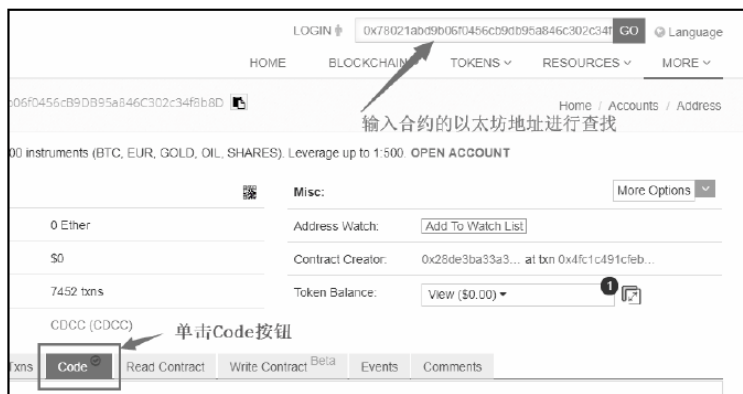 LOGIN 0x78021abd9b06f0456cb9db95a846c302c34f GO Language
HOME BLOCKCHAIN TOKENS RESOURCES MORE
06f0456cB9DB95a846C302c34f8b8D
Home / Accounts / Address
输入合约的以太坊地址进行查找
00 instruments (BTC, EUR, GOLD, OIL, SHARES). Leverage up to 1:500. OPEN ACCOUNT
Misc: More Options
0 Ether Address Watch: Add To Watch List
$0 Contract Creator: 0x28de3ba33a3... at txn 0x4fc1c491cfeb...
7452 txns Token Balance: View ($0.00) 1
CDCC (CDCC)
单击Code按钮
Txns Code Read Contract Write Contract Beta Events Comments